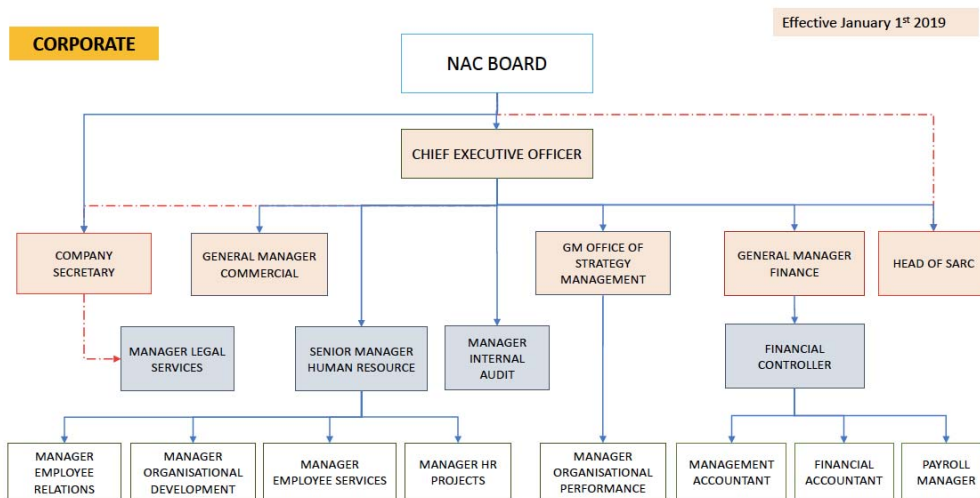 Effective January 1st 2019
CORPORATE
NAC BOARD
CHIEF EXECUTIVE OFFICER
COMPANY
SECRETARY
GENERAL MANAGER
COMMERCIAL
GM OFFICE OF
STRATEGY
MANAGEMENT
GENERAL MANAGER
FINANCE
HEAD OF SARC
MANAGER LEGAL
SERVICES
SENIOR MANAGER
HUMAN RESOURCE
MANAGER
INTERNAL
AUDIT
FINANCIAL
CONTROLLER
MANAGER
EMPLOYEE
RELATIONS
MANAGER
ORGANISATIONAL
DEVELOPMENT
MANAGER
EMPLOYEE SERVICES
MANAGER HR
PROJECTS
MANAGER
ORGANISATIONAL
PERFORMANCE
MANAGEMENT
ACCOUNTANT
FINANCIAL
ACCOUNTANT
PAYROLL
MANAGER